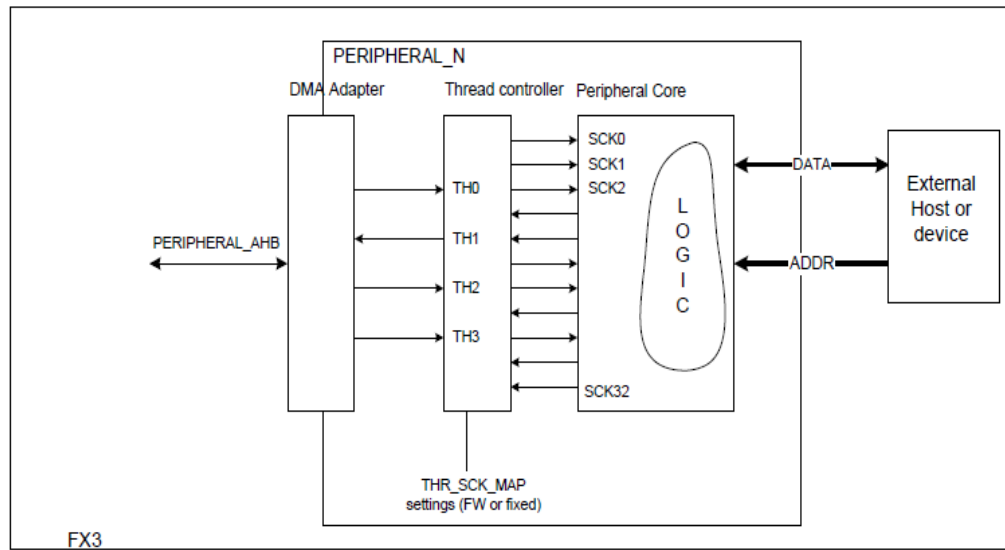 PERIPHERAL_N
DMA Adapter
Thread controller
Peripheral Core
SCK0
SCK1
SCK2
TH0
TH1
TH2
TH3
SCK32
LOGIC
PERIPHERAL_AHB
DATA
ADDR
External
Host or
device
THR_SCK_MAP
settings (FW or fixed)
FX3